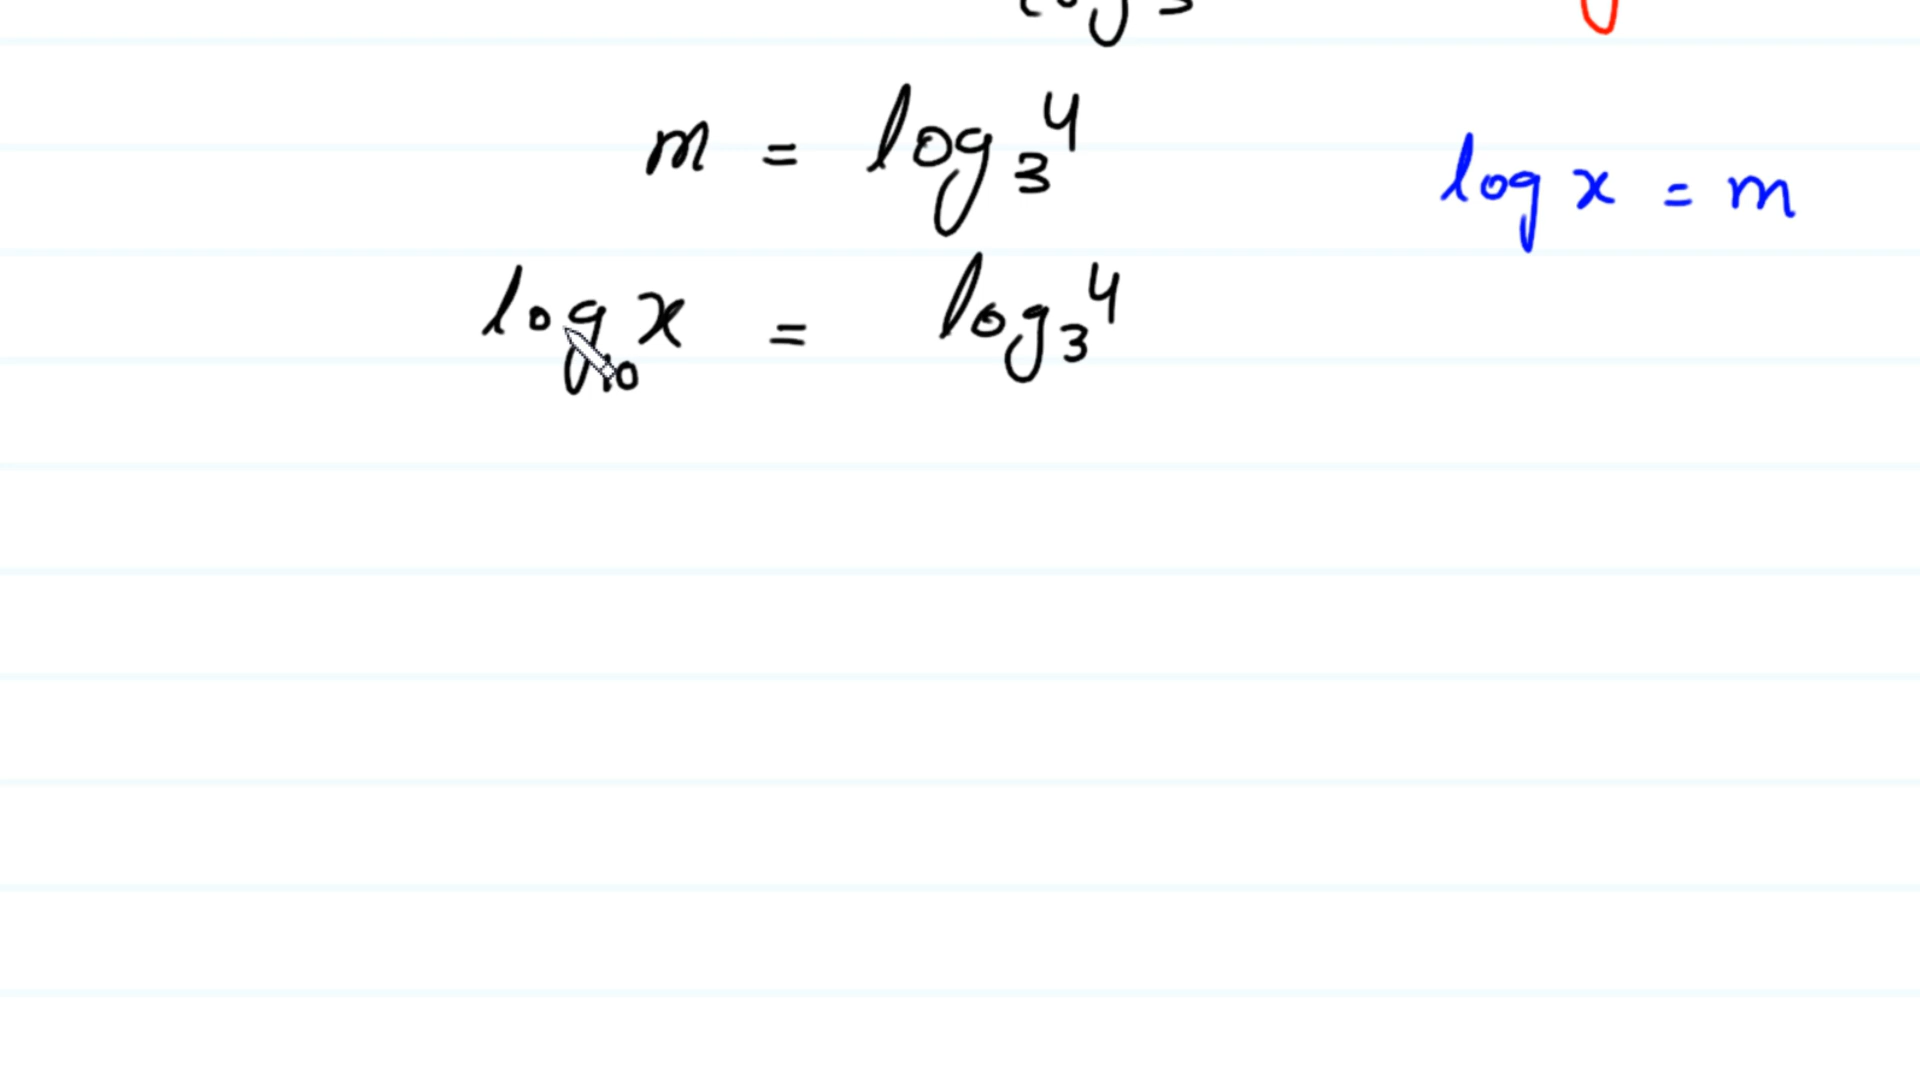 m = log₃4
log x = m
log₁₀x = log₃4